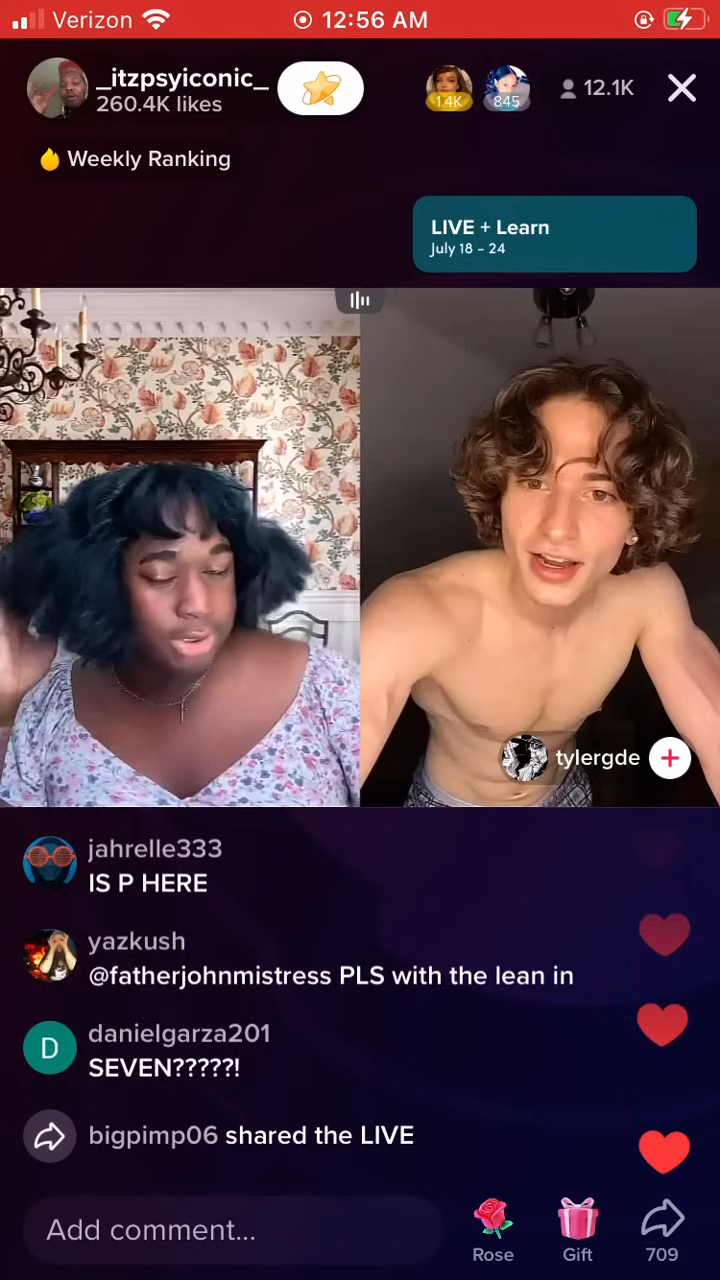 Verizon 12:56 AM
_itzpsyiconic_
260.4K likes
1.4K
845
12.1K
Weekly Ranking
LIVE + Learn
July 18 - 24
tylergde
jahrelle333
IS P HERE
yazkush
@fatherjohnmistress PLS with the lean in
D
danielgarza201
SEVEN?????!
bigpimp06 shared the LIVE
Add comment...
Rose
Gift
709